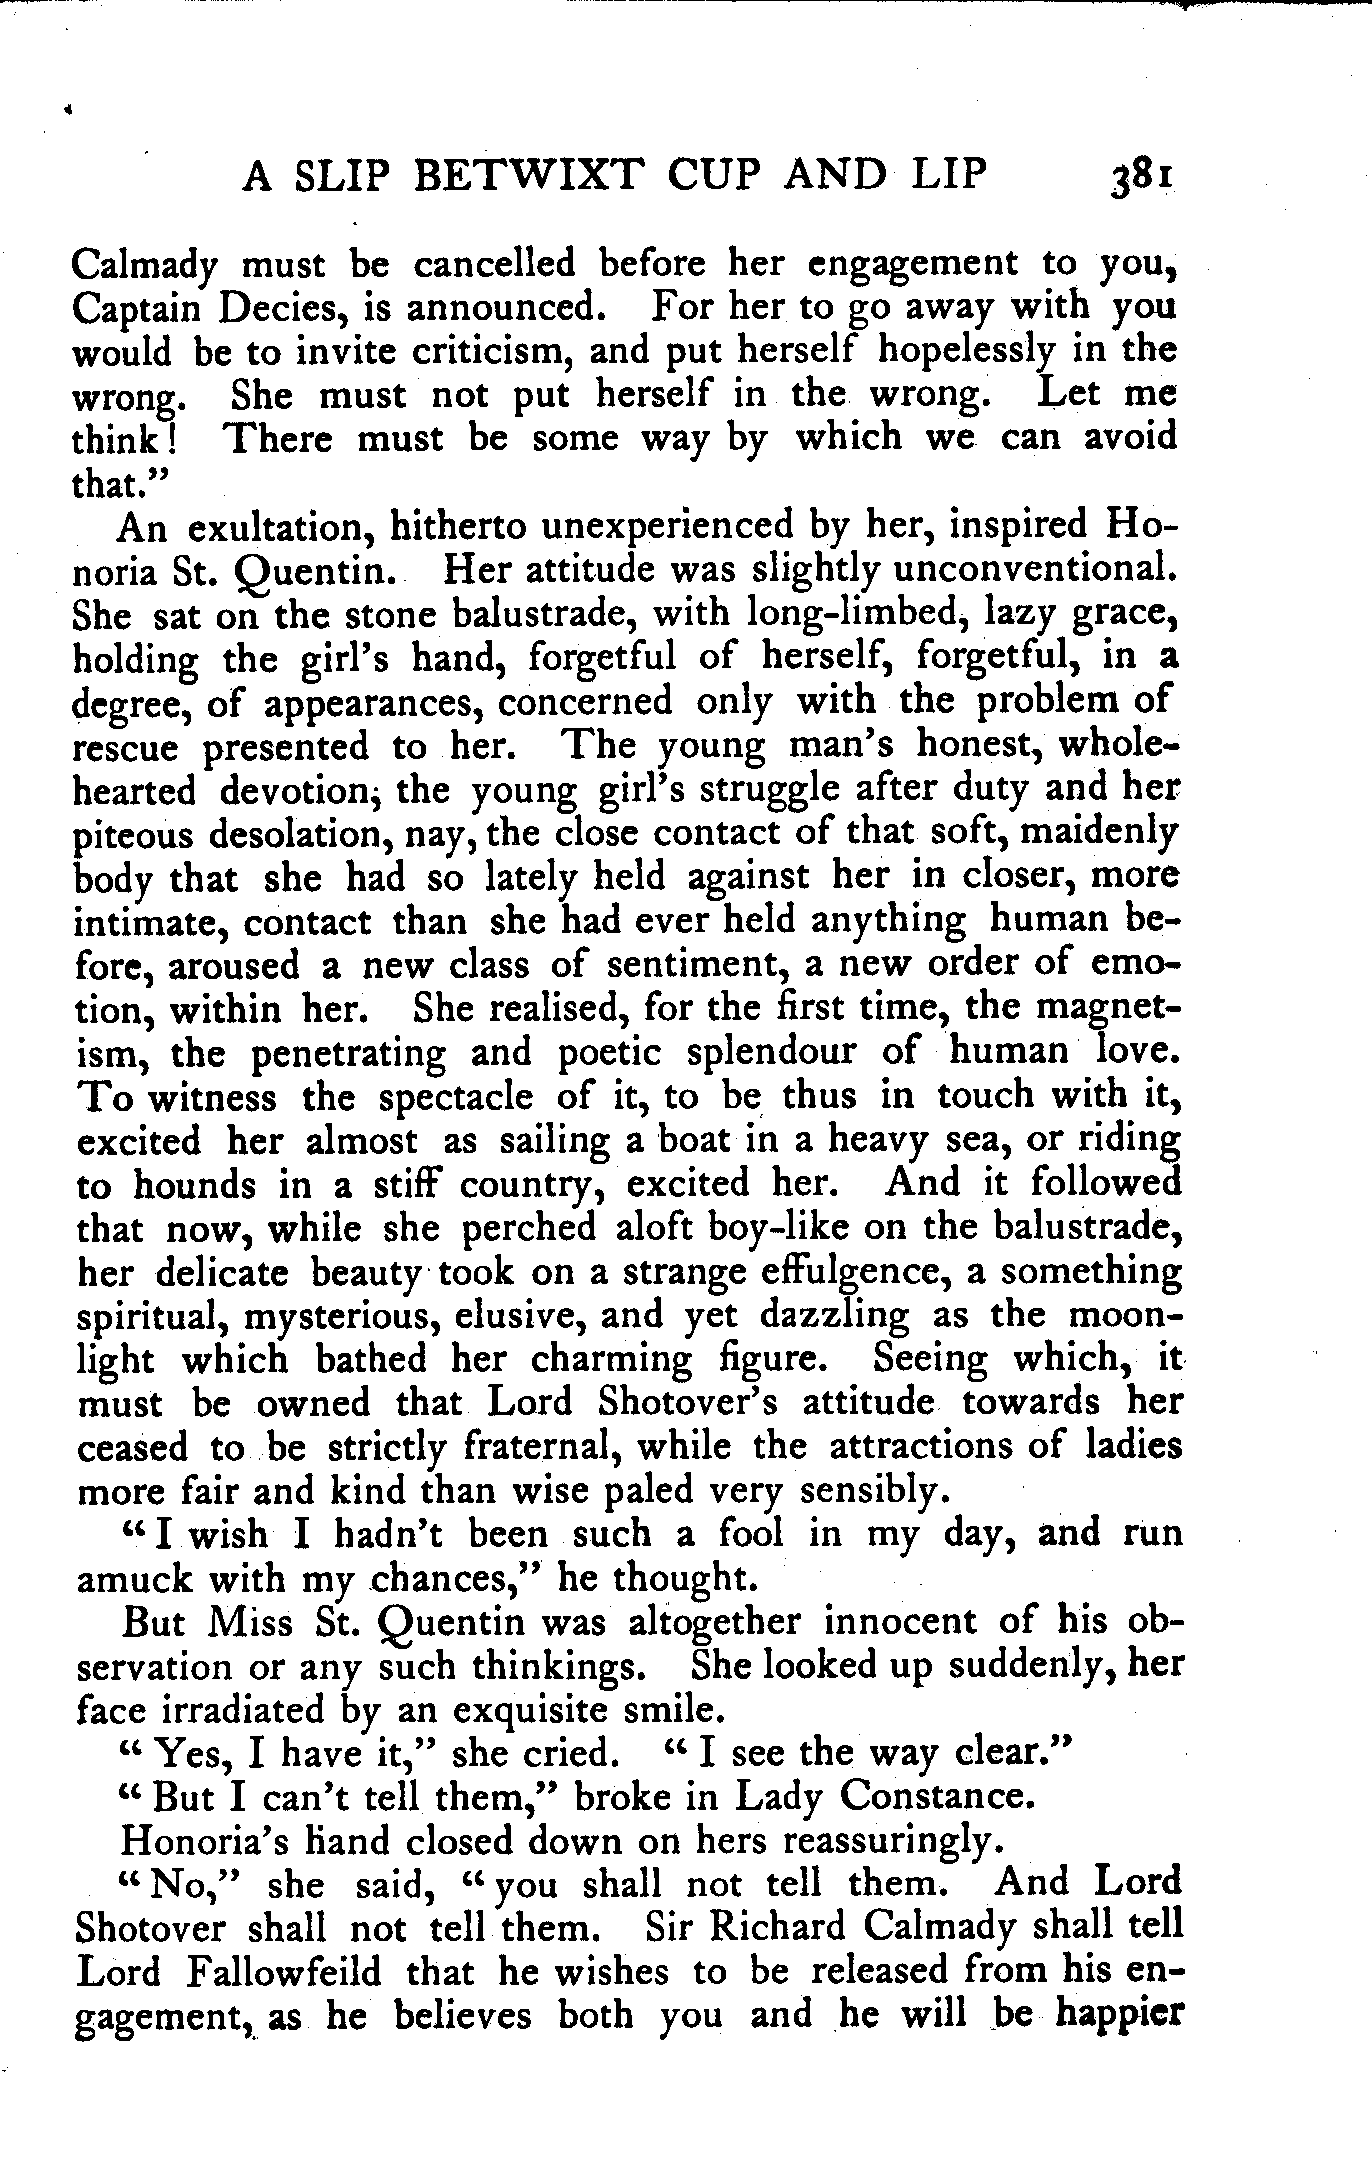 A SLIP BETWIXT CUP AND LIP 381
Calmady must be cancelled before her engagement to you,
Captain Decies, is announced. For her to go away with you
would be to invite criticism, and put herself hopelessly in the
wrong. She must not put herself in the wrong. Let me
think! There must be some way by which we can avoid
that."
An exultation, hitherto unexperienced by her, inspired Ho-
noria St. Quentin. Her attitude was slightly unconventional.
She sat on the stone balustrade, with long-limbed, lazy grace,
holding the girl's hand, forgetful of herself, forgetful, in a
degree, of appearances, concerned only with the problem of
rescue presented to her. The young man's honest, whole-
hearted devotion; the young girl's struggle after duty and her
piteous desolation, nay, the close contact of that soft, maidenly
body that she had so lately held against her in closer, more
intimate, contact than she had ever held anything human be-
fore, aroused a new class of sentiment, a new order of emo-
tion, within her. She realised, for the first time, the magnet-
ism, the penetrating and poetic splendour of human love.
To witness the spectacle of it, to be thus in touch with it,
excited her almost as sailing a boat in a heavy sea, or riding
to hounds in a stiff country, excited her. And it followed
that now, while she perched aloft boy-like on the balustrade,
her delicate beauty took on a strange effulgence, a something
spiritual, mysterious, elusive, and yet dazzling as the moon-
light which bathed her charming figure. Seeing which, it
must be owned that Lord Shotover's attitude towards her
ceased to be strictly fraternal, while the attractions of ladies
more fair and kind than wise paled very sensibly.
"I wish I hadn't been such a fool in my day, and run
amuck with my chances," he thought.
But Miss St. Quentin was altogether innocent of his ob-
servation or any such thinkings. She looked up suddenly, her
face irradiated by an exquisite smile.
"Yes, I have it," she cried. "I see the way clear."
"But I can't tell them," broke in Lady Constance.
Honoria's hand closed down on hers reassuringly.
"No," she said, "you shall not tell them. And Lord
Shotover shall not tell them. Sir Richard Calmady shall tell
Lord Fallowfeild that he wishes to be released from his en-
gagement, as he believes both you and he will be happier